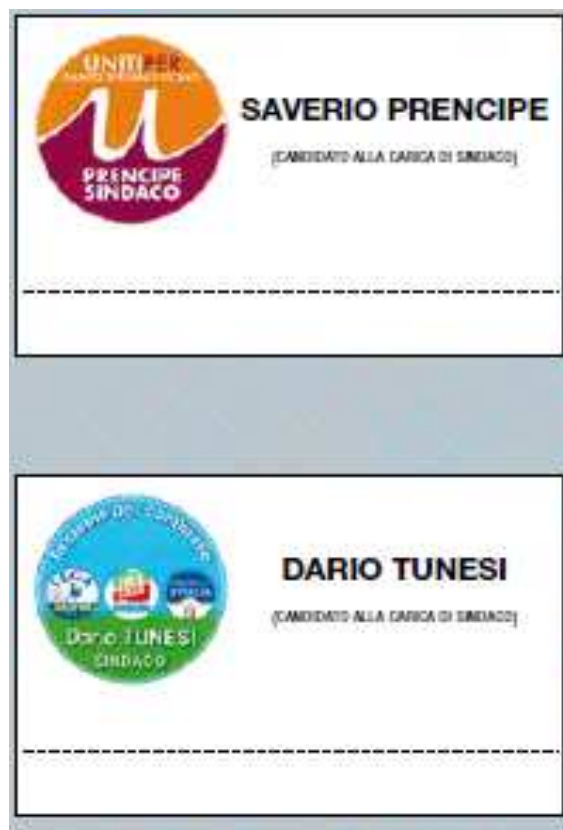 UNITI PER
PRENCIPE
SINDACO
SAVERIO PRENCIPE
(CANDIDATO ALLA CARICA DI SINDACO)
Dario TUNESI
SINDACO
DARIO TUNESI
(CANDIDATO ALLA CARICA DI SINDACO)